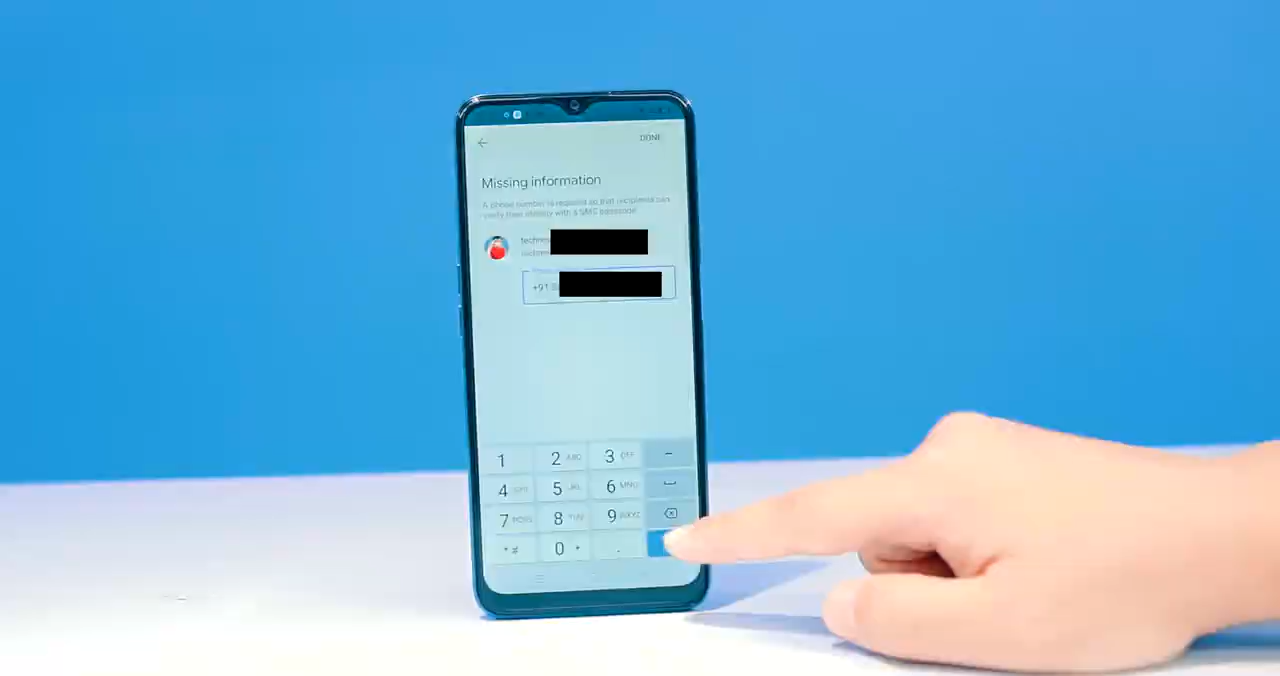 DONE
Missing information
A phone number is required so that recipients can
verify their identity with a SMS passcode
+91
1
2 ABC
3 DEF
-
4 GHI
5 JKL
6 MNO
7 PQRS
8 TUV
9 WXYZ
* #
0 +
.